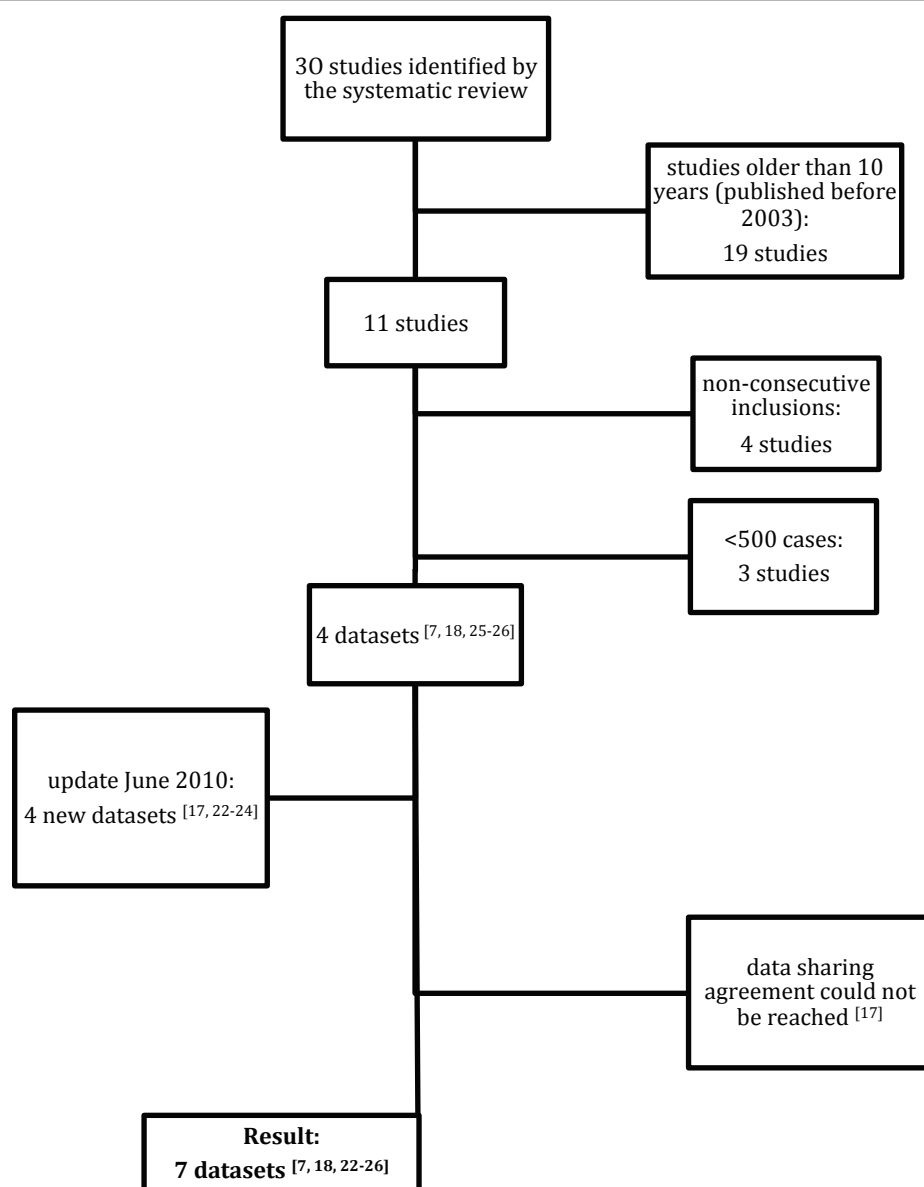 30 studies identified by
the systematic review
studies older than 10
years (published before
2003):
19 studies
11 studies
non-consecutive
inclusions:
4 studies
<500 cases:
3 studies
4 datasets [7, 18, 25-26]
update June 2010:
4 new datasets [17, 22-24]
data sharing
agreement could not
be reached [17]
Result:
7 datasets [7, 18, 22-26]